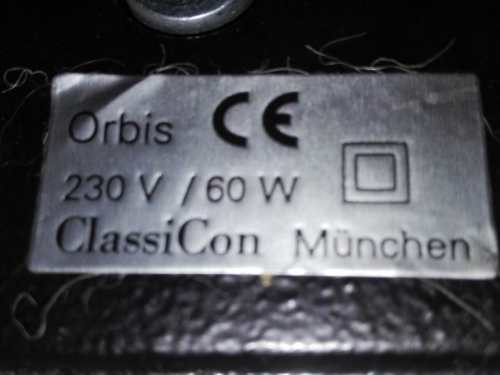 Orbis CE
230 V / 60 W
ClassiCon München